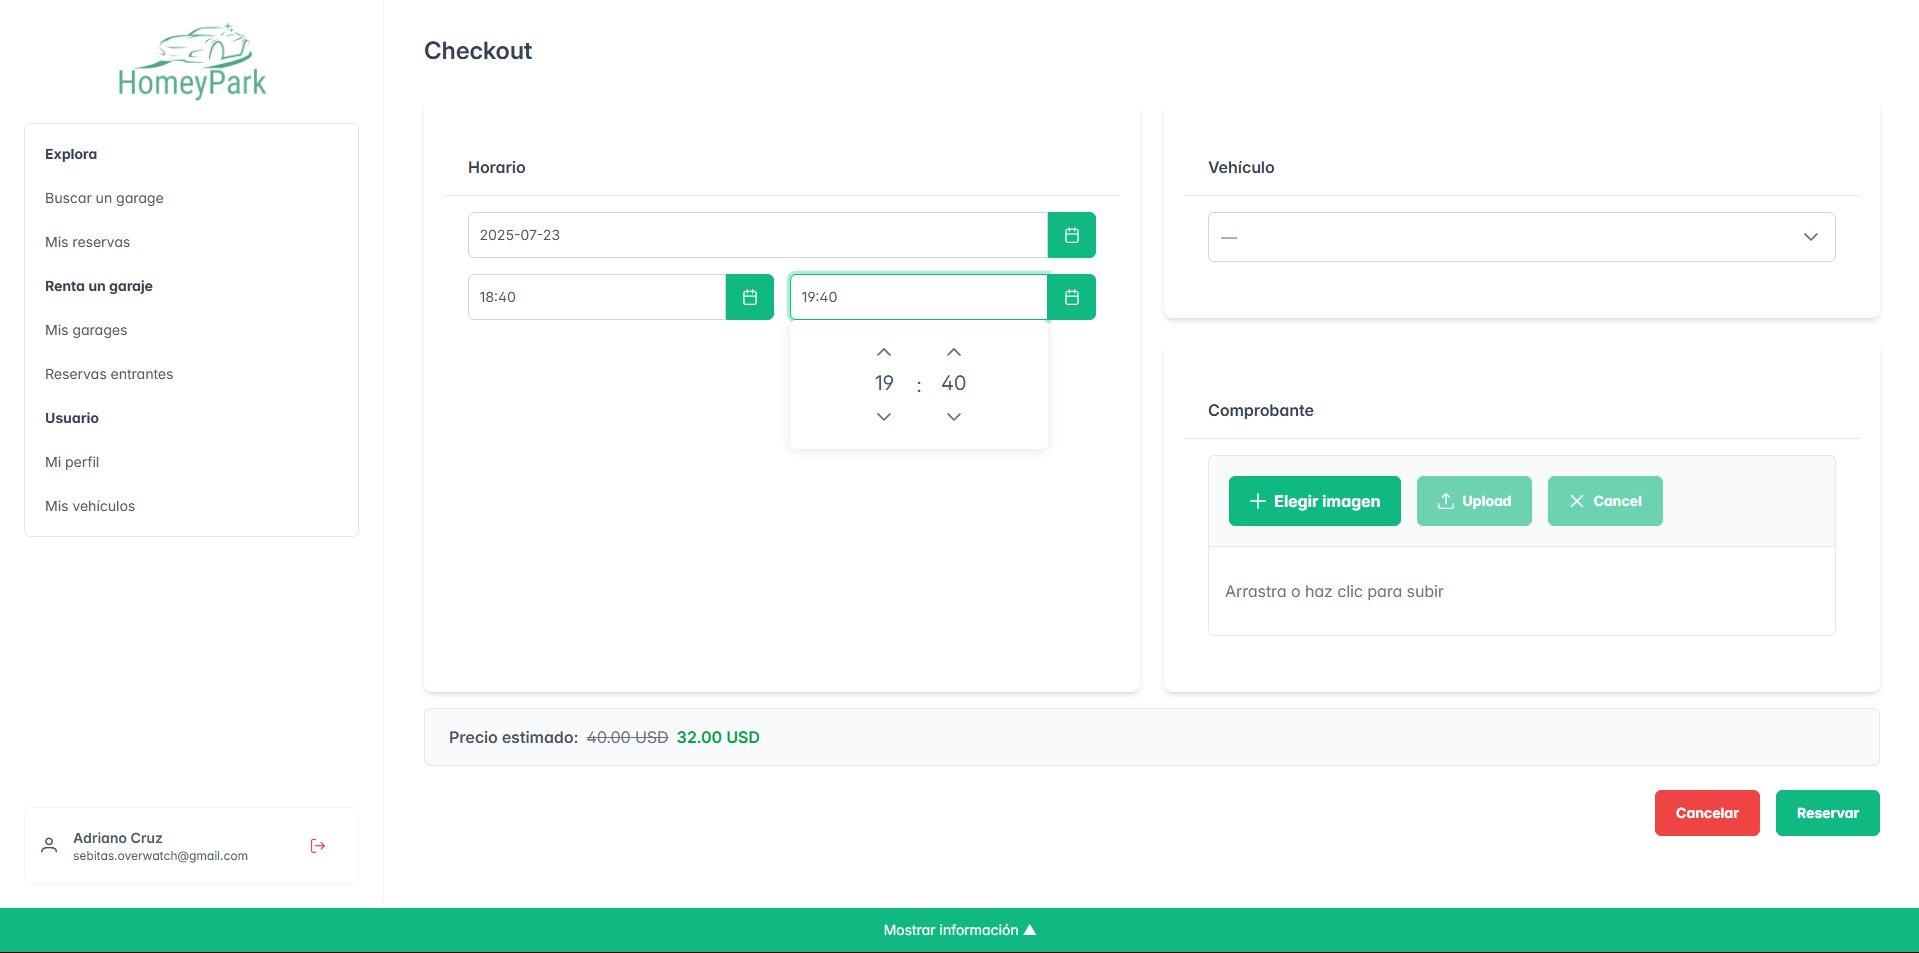 HomeyPark
Explora
Buscar un garage
Mis reservas
Renta un garaje
Mis garages
Reservas entrantes
Usuario
Mi perfil
Mis vehículos
Adriano Cruz
sebitas.overwatch@gmail.com
Checkout
Horario
2025-07-23
18:40
19:40
19 : 40
Vehículo
—
Comprobante
Elegir imagen
Upload
Cancel
Arrastra o haz clic para subir
Precio estimado: 40.00 USD 32.00 USD
Cancelar
Reservar
Mostrar información ▲